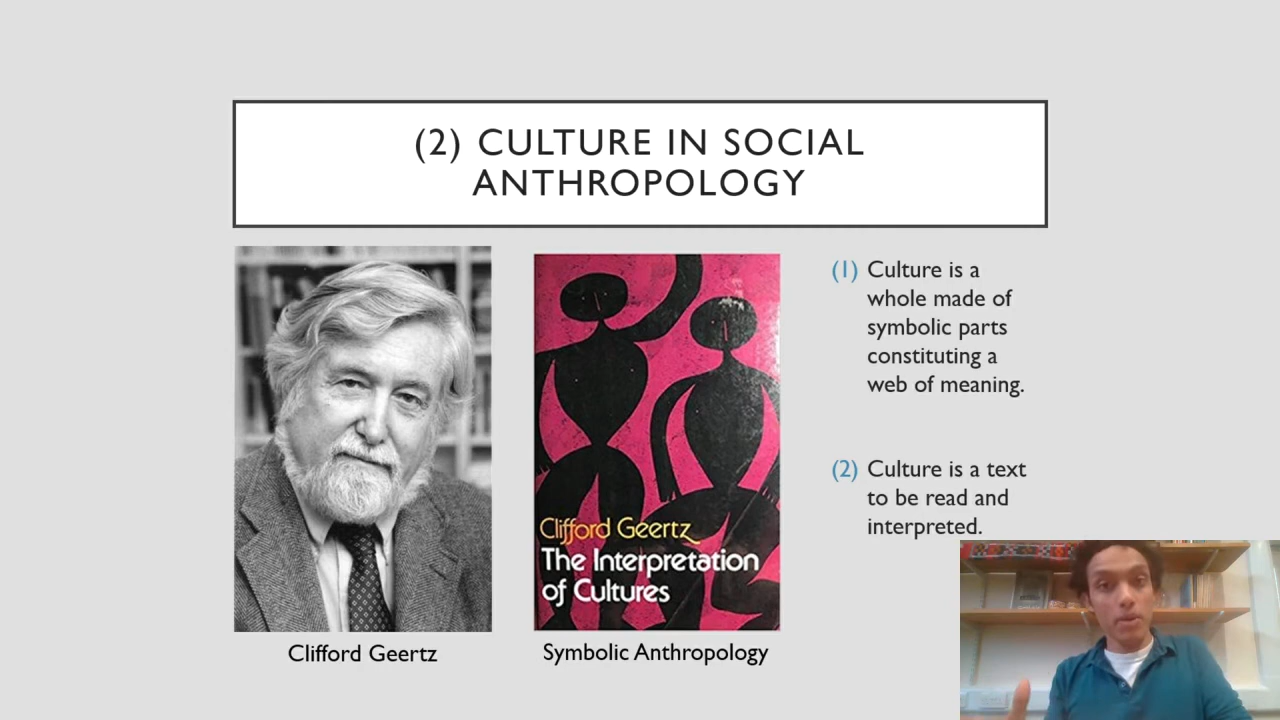 (2) CULTURE IN SOCIAL
ANTHROPOLOGY
Clifford Geertz
The Interpretation
of Cultures
(1) Culture is a
whole made of
symbolic parts
constituting a
web of meaning.
(2) Culture is a text
to be read and
interpreted.
Clifford Geertz
Symbolic Anthropology